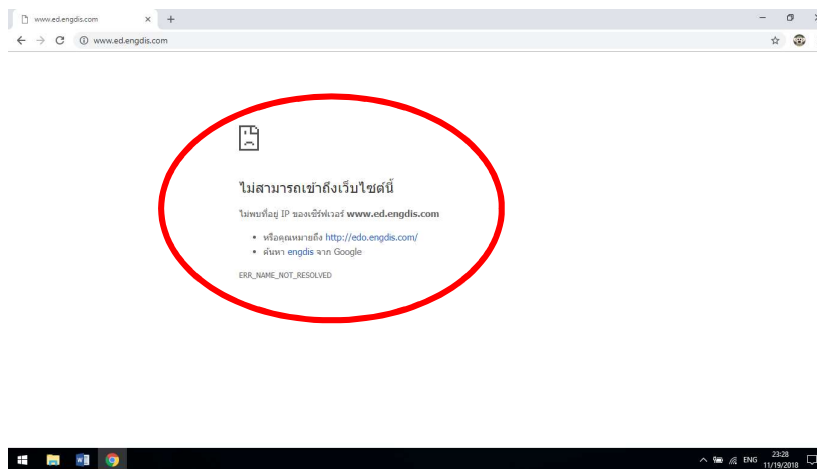 www.ed.engdis.com
www.ed.engdis.com
ไม่สามารถเข้าถึงเว็บไซต์นี้
ไม่พบที่อยู่ IP ของเซิร์ฟเวอร์ www.ed.engdis.com
หรือคุณหมายถึง http://edo.engdis.com/
ค้นหา engdis จาก Google
ERR_NAME_NOT_RESOLVED
ENG
23:28
11/19/2018